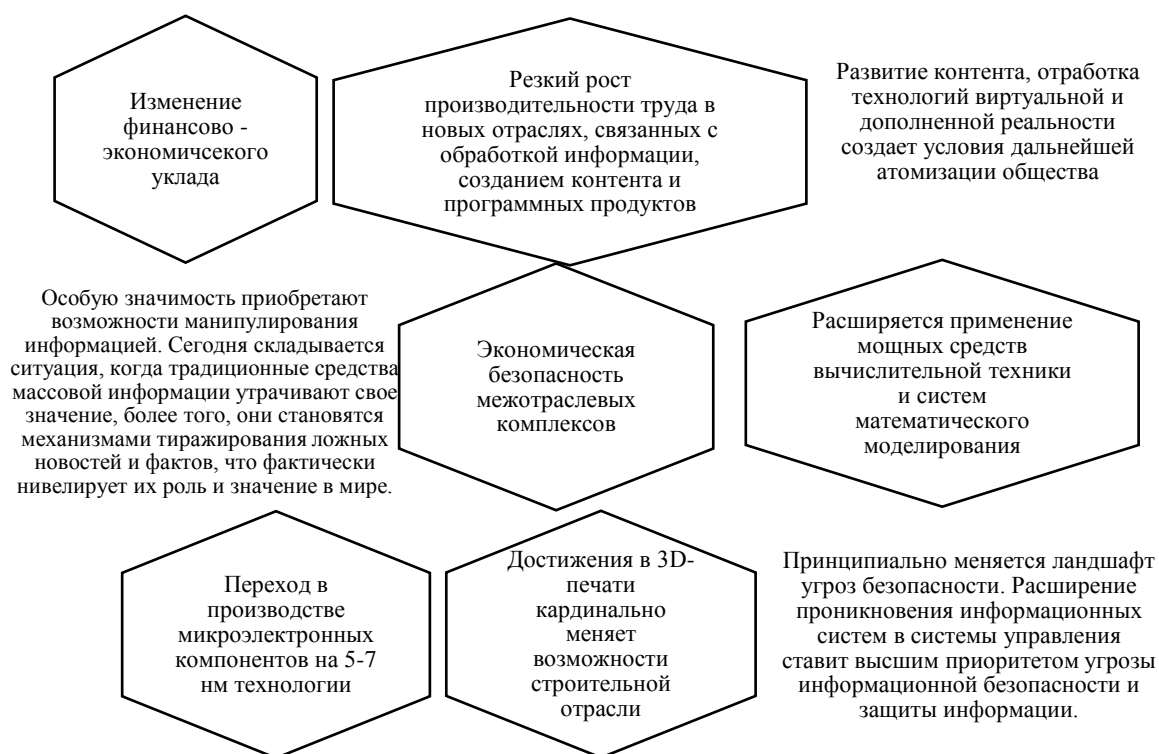 Изменение
финансово -
экономичсекого
уклада
Резкий рост
производительности труда в
новых отраслях, связанных с
обработкой информации,
созданием контента и
программных продуктов
Развитие контента, отработка
технологий виртуальной и
дополненной реальности
создает условия дальнейшей
атомизации общества
Особую значимость приобретают
возможности манипулирования
информацией. Сегодня складывается
ситуация, когда традиционные средства
массовой информации утрачивают свое
значение, более того, они становятся
механизмами тиражирования ложных
новостей и фактов, что фактически
нивелирует их роль и значение в мире.
Экономическая
безопасность
межотраслевых
комплексов
Расширяется применение
мощных средств
вычислительной техники
и систем
математического
моделирования
Переход в
производстве
микроэлектронных
компонентов на 5-7
нм технологии
Достижения в 3D-
печати
кардинально
меняет
возможности
строительной
отрасли
Принципиально меняется ландшафт
угроз безопасности. Расширение
проникновения информационных
систем в системы управления
ставит высшим приоритетом угрозы
информационной безопасности и
защиты информации.